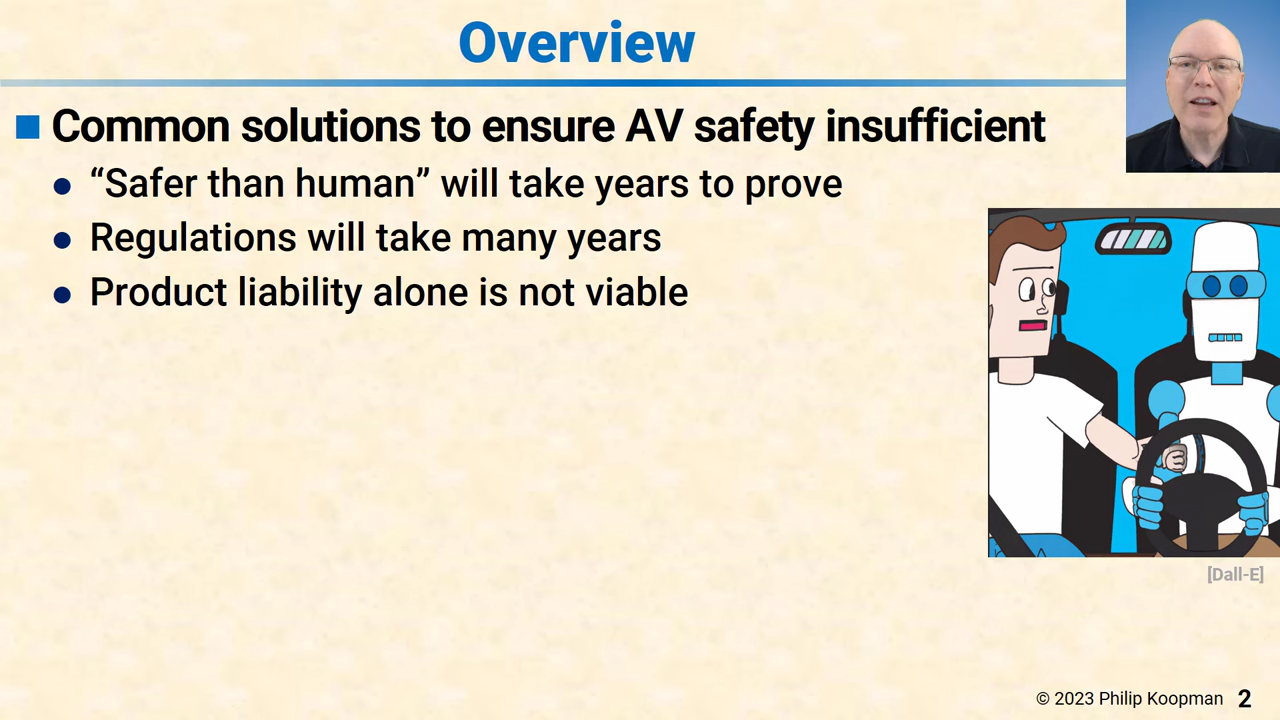 Overview
Common solutions to ensure AV safety insufficient
“Safer than human” will take years to prove
Regulations will take many years
Product liability alone is not viable
[Dall-E]
© 2023 Philip Koopman 2